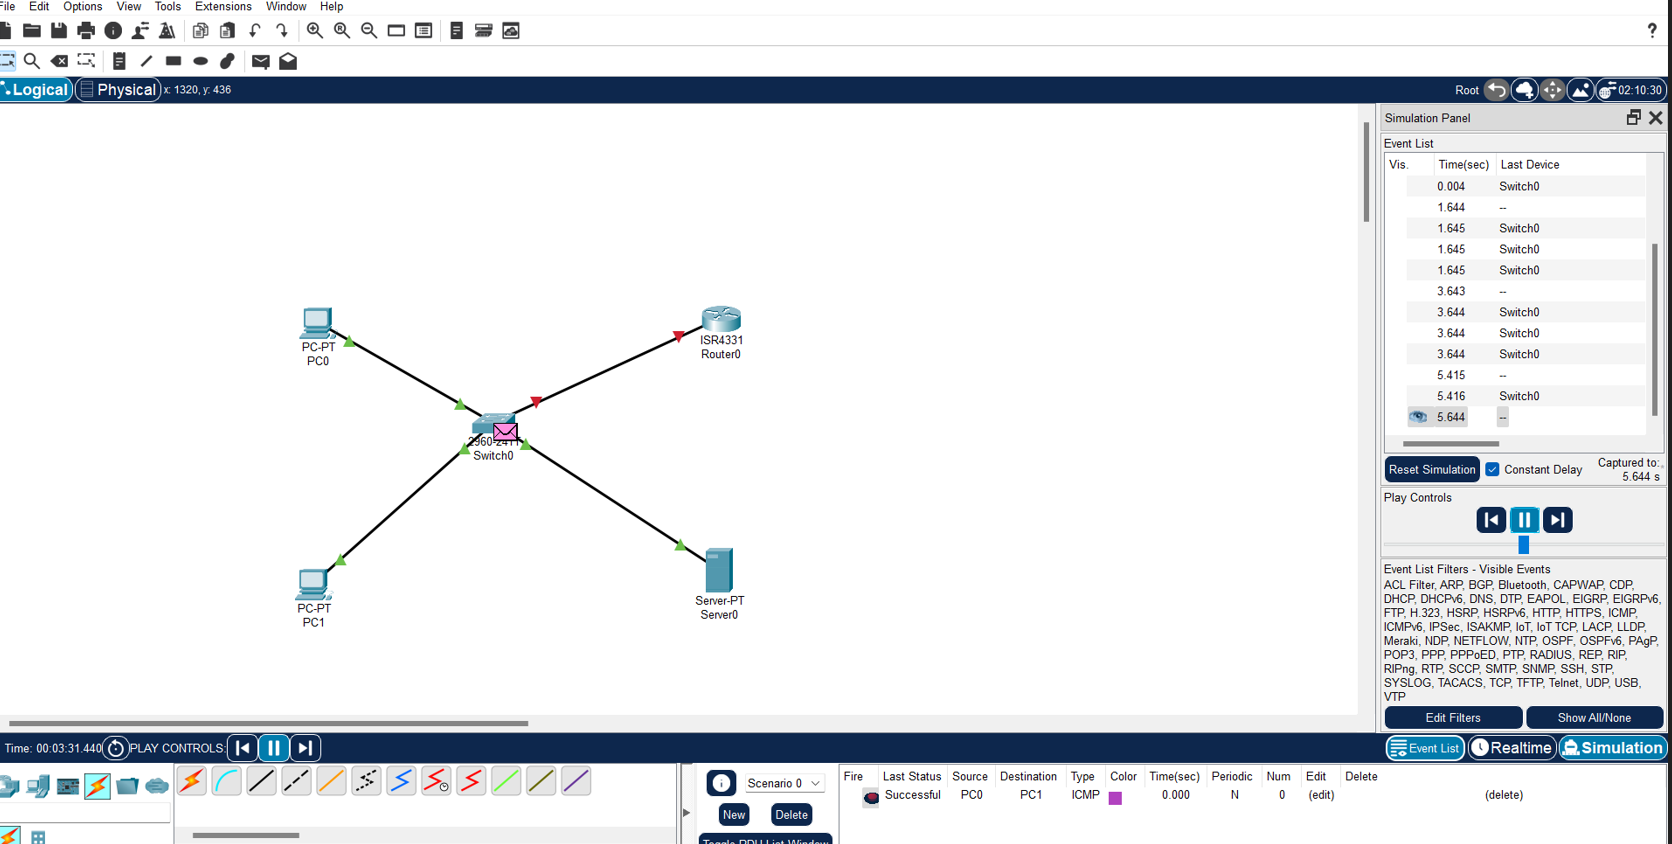 File Edit Options View Tools Extensions Window Help
Logical Physical x: 1320, y: 436
Root 02:10:30
Simulation Panel
Event List
Vis. Time(sec) Last Device
0.004 Switch0
1.644 --
1.645 Switch0
1.645 Switch0
1.645 Switch0
3.643 --
3.644 Switch0
3.644 Switch0
3.644 Switch0
5.415 --
5.416 Switch0
5.644 --
Reset Simulation Constant Delay Captured to:
5.644 s
Play Controls
Event List Filters - Visible Events
ACL Filter, ARP, BGP, Bluetooth, CAPWAP, CDP,
DHCP, DHCPv6, DNS, DTP, EAPOL, EIGRP, EIGRPv6,
FTP, H.323, HSRP, HSRPv6, HTTP, HTTPS, ICMP,
ICMPv6, IPSec, ISAKMP, IoT, IoT TCP, LACP, LLDP,
Meraki, NDP, NETFLOW, NTP, OSPF, OSPFv6, PAgP,
POP3, PPP, PPPoED, PTP, RADIUS, REP, RIP,
RIPng, RTP, SCCP, SMTP, SNMP, SSH, STP,
SYSLOG, TACACS, TCP, TFTP, Telnet, UDP, USB,
VTP
Edit Filters Show All/None
PC-PT
PC0
ISR4331
Router0
Switch0
PC-PT
PC1
Server-PT
Server0
Time: 00:03:31.440 PLAY CONTROLS:
Event List Realtime Simulation
Scenario 0
New Delete
Toggle PDU List Window
Fire Last Status Source Destination Type Color Time(sec) Periodic Num Edit Delete
Successful PC0 PC1 ICMP 0.000 N 0 (edit) (delete)